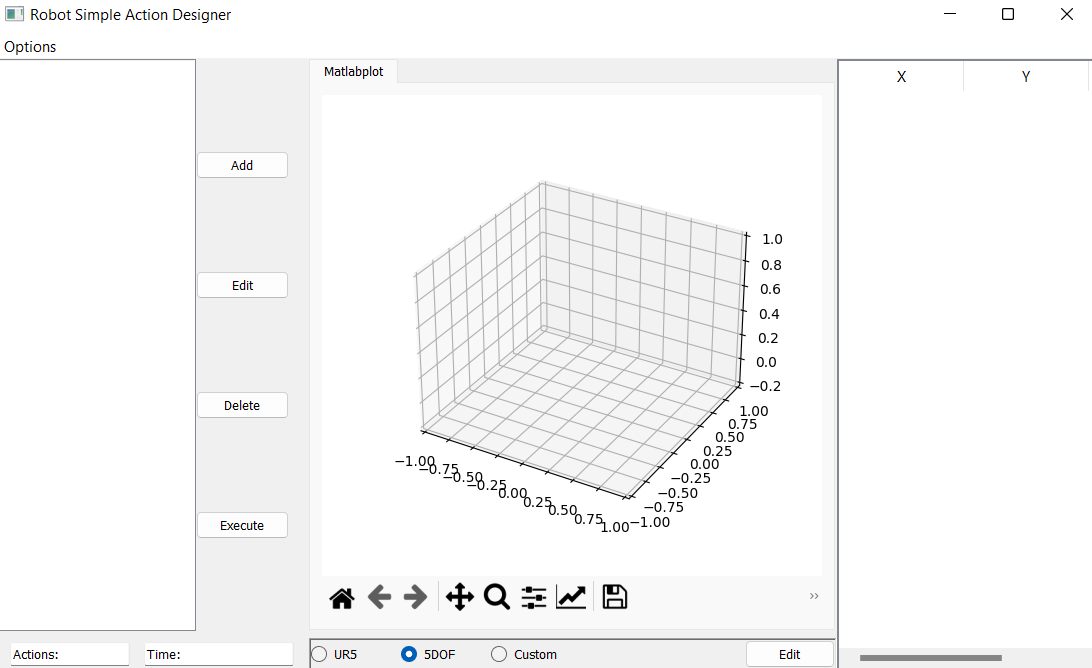 Robot Simple Action Designer
Options
Matlabplot
X Y
Add
Edit
Delete
Execute
1.0
0.8
0.6
0.4
0.2
0.0
−0.2
1.00
0.75
0.50
0.25
0.00
−0.25
−0.50
−0.75
−1.00
−1.00
−0.75
−0.50
−0.25
0.00
0.25
0.50
0.75
1.00
Actions: Time:
UR5 5DOF Custom Edit